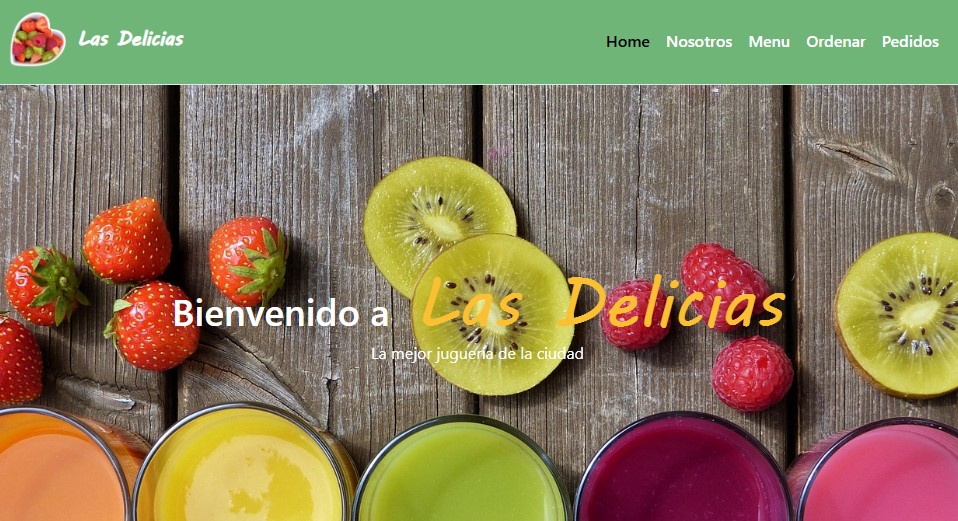 Las Delicias
Home Nosotros Menu Ordenar Pedidos
Bienvenido a Las Delicias
La mejor juguería de la ciudad